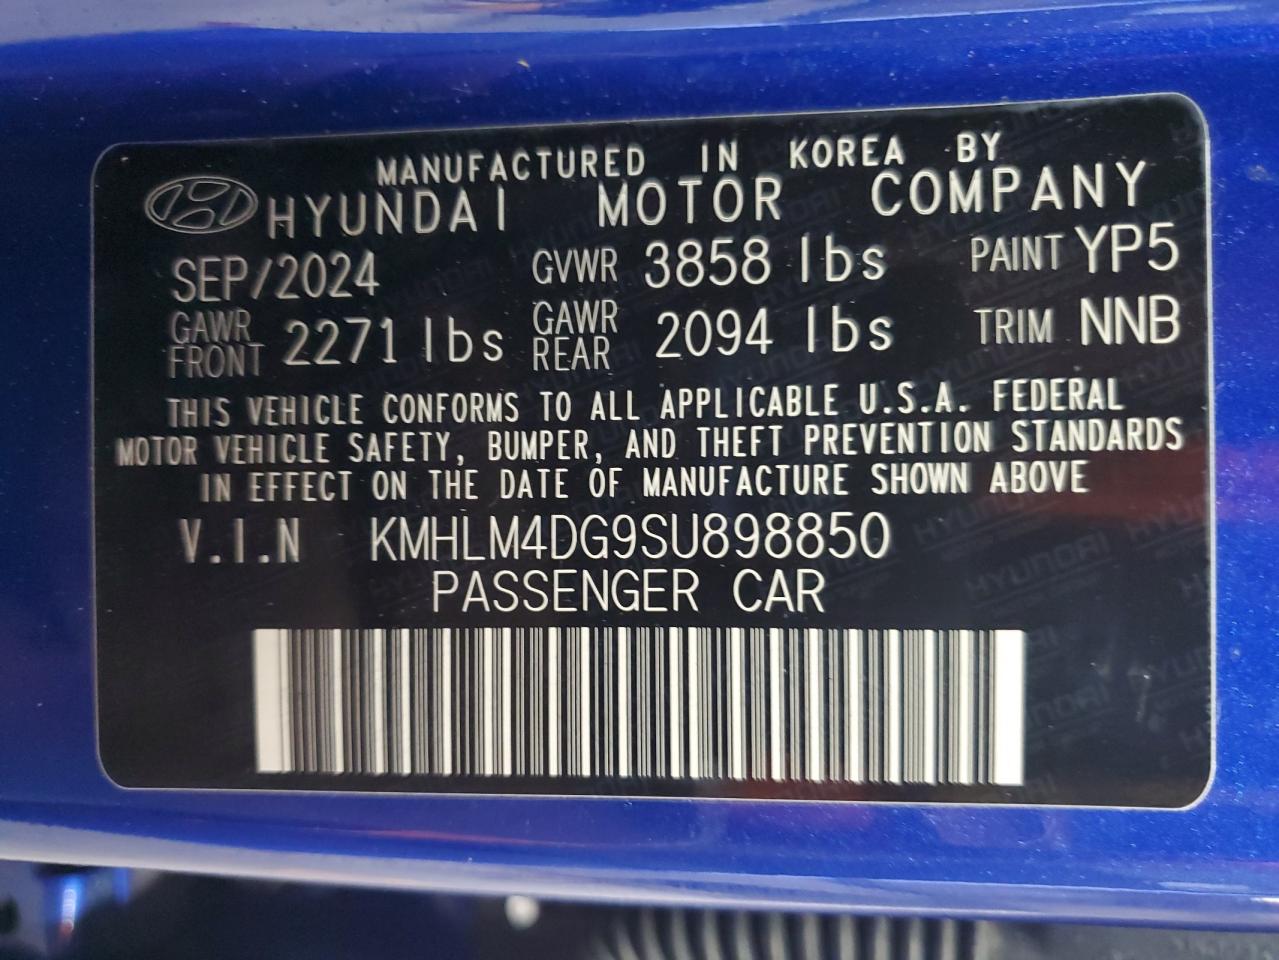 MANUFACTURED IN KOREA BY
HYUNDAI MOTOR COMPANY
SEP/2024 GVWR 3858 lbs PAINT YP5
GAWR FRONT 2271 lbs GAWR REAR 2094 lbs TRIM NNB
THIS VEHICLE CONFORMS TO ALL APPLICABLE U.S.A. FEDERAL
MOTOR VEHICLE SAFETY, BUMPER, AND THEFT PREVENTION STANDARDS
IN EFFECT ON THE DATE OF MANUFACTURE SHOWN ABOVE
V.I.N KMHLM4DG9SU898850
PASSENGER CAR